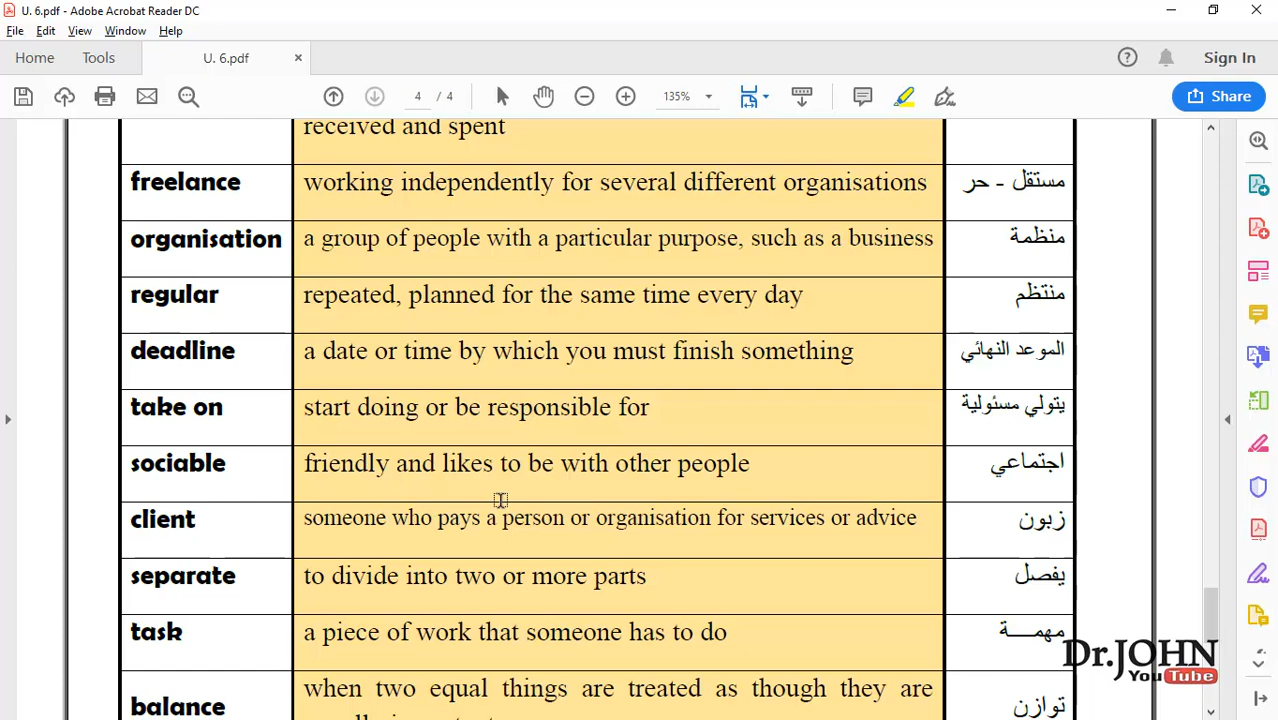 U. 6.pdf - Adobe Acrobat Reader DC
File Edit View Window Help
Home Tools U. 6.pdf × Sign In
4 / 4 135% Share
received and spent
freelance working independently for several different organisations مستقل - حر
organisation a group of people with a particular purpose, such as a business منظمة
regular repeated, planned for the same time every day منتظم
deadline a date or time by which you must finish something الموعد النهائي
take on start doing or be responsible for يتولي مسئولية
sociable friendly and likes to be with other people اجتماعي
client someone who pays a person or organisation for services or advice زبون
separate to divide into two or more parts يفصل
task a piece of work that someone has to do مهمـــة
Dr.JOHN
YouTube
balance when two equal things are treated as though they are توازن